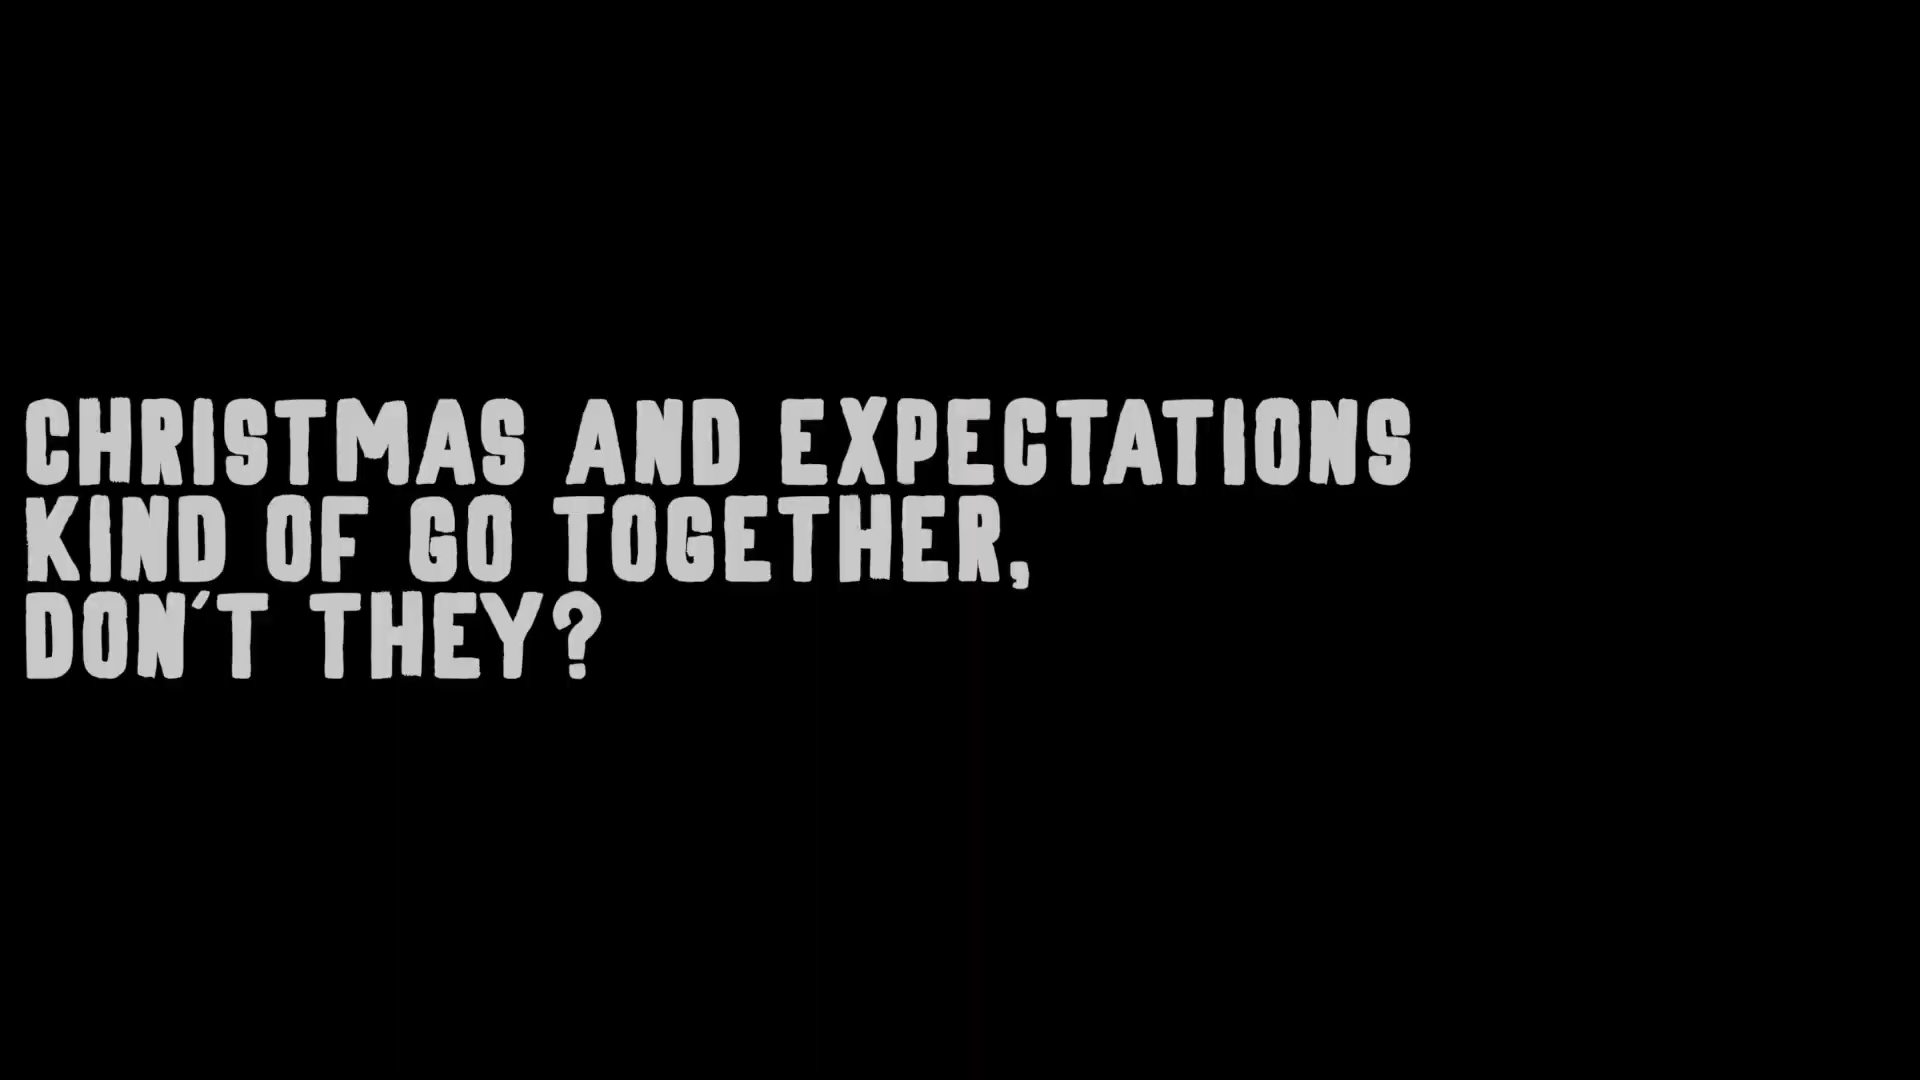 CHRISTMAS AND EXPECTATIONS
KIND OF GO TOGETHER,
DON'T THEY?